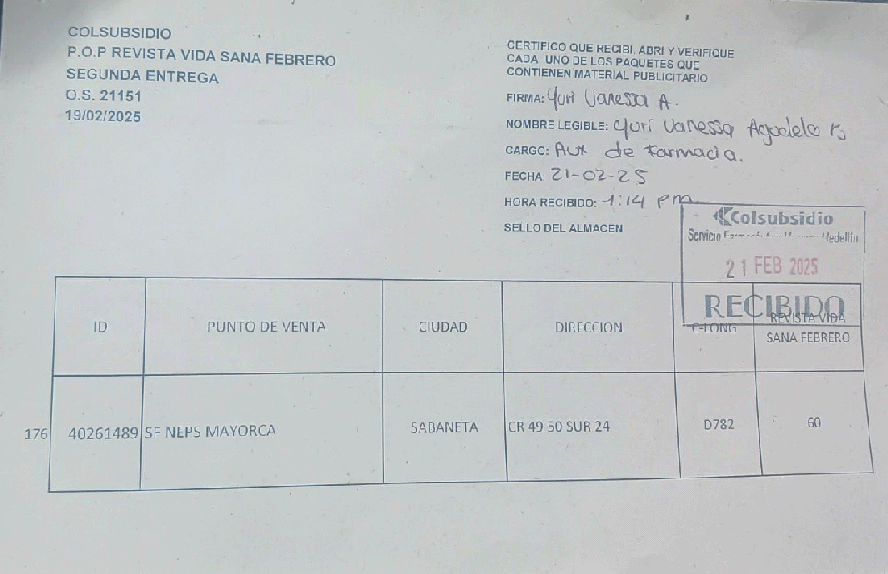 COLSUBSIDIO
P.O.P REVISTA VIDA SANA FEBRERO
SEGUNDA ENTREGA
O.S. 21151
19/02/2025
CERTIFICO QUE RECIBI, ABRI Y VERIFIQUE
CADA UNO DE LOS PAQUETES QUE
CONTIENEN MATERIAL PUBLICITARIO
FIRMA: Yuri Vanessa A.
NOMBRE LEGIBLE: Yuri Vanessa Agudelo
CARGO: Aux de Farmacia.
FECHA 21-02-25
HORA RECIBIDO: 1:14 pm
SELLO DEL ALMACEN
Colsubsidio
Servicio Medellín
21 FEB 2025
RECIBIDO
ID PUNTO DE VENTA CIUDAD DIRECCION REVISTA VIDA
SANA FEBRERO
176 40261489 SF NEPS MAYORCA SABANETA CR 49 50 SUR 24 D782 60